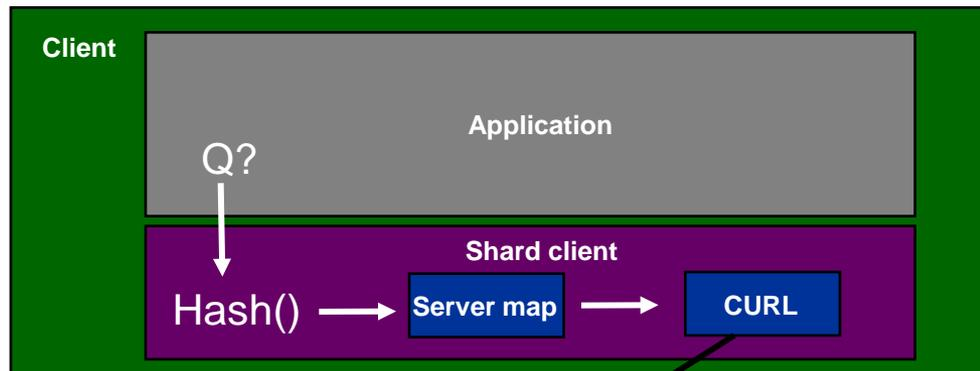 Client
Application
Q?
Shard client
Hash()
Server map
CURL